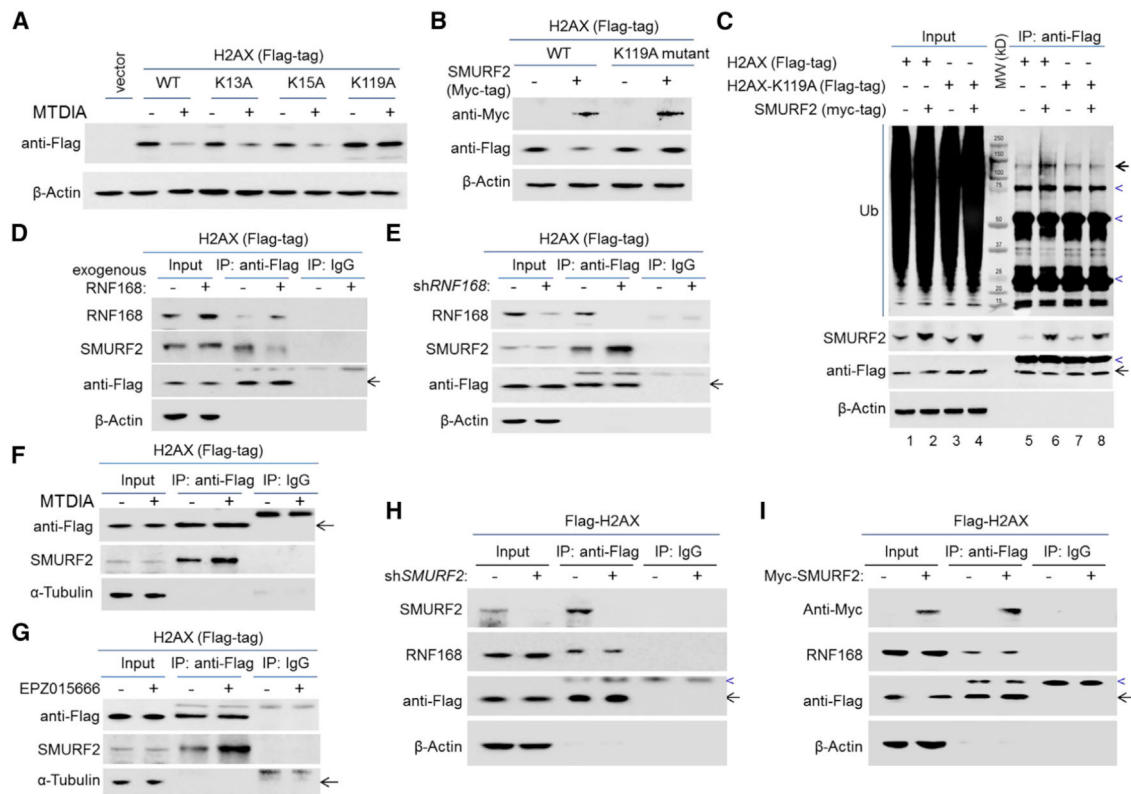 A
H2AX (Flag-tag)
vector
WT K13A K15A K119A
MTDIA - + - + - + - +
anti-Flag
β-Actin
B
H2AX (Flag-tag)
WT K119A mutant
SMURF2 - + - +
(Myc-tag)
anti-Myc
anti-Flag
β-Actin
C
Input MW (kD) IP: anti-Flag
H2AX (Flag-tag) + + - - + + - -
H2AX-K119A (Flag-tag) - - + + - - + +
SMURF2 (myc-tag) - + - + - + - +
250
150
100
75
50
37
25
20
15
Ub
<
<
<
SMURF2
anti-Flag <
β-Actin
1 2 3 4 5 6 7 8
D
H2AX (Flag-tag)
Input IP: anti-Flag IP: IgG
exogenous
RNF168: - + - + - +
RNF168
SMURF2
anti-Flag
β-Actin
E
H2AX (Flag-tag)
Input IP: anti-Flag IP: IgG
shRNF168: - + - + - +
RNF168
SMURF2
anti-Flag
β-Actin
F
H2AX (Flag-tag)
Input IP: anti-Flag IP: IgG
MTDIA - + - + - +
anti-Flag
SMURF2
α-Tubulin
G
H2AX (Flag-tag)
Input IP: anti-Flag IP: IgG
EPZ015666 - + - + - +
anti-Flag
SMURF2
α-Tubulin
H
Flag-H2AX
Input IP: anti-Flag IP: IgG
shSMURF2: - + - + - +
SMURF2
RNF168
<
anti-Flag
β-Actin
I
Flag-H2AX
Input IP: anti-Flag IP: IgG
Myc-SMURF2: - + - + - +
Anti-Myc
RNF168
<
anti-Flag
β-Actin